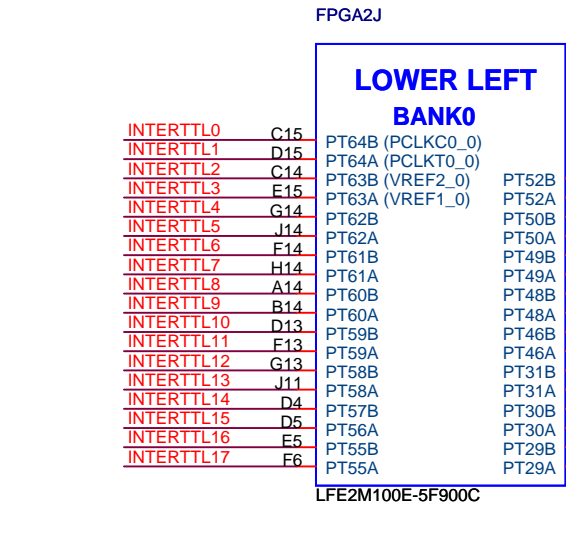 FPGA2J
LOWER LEFT
BANK0
INTERTTL0 C15 PT64B (PCLKC0_0)
INTERTTL1 D15 PT64A (PCLKT0_0)
INTERTTL2 C14 PT63B (VREF2_0) PT52B
INTERTTL3 E15 PT63A (VREF1_0) PT52A
INTERTTL4 G14 PT62B PT50B
INTERTTL5 J14 PT62A PT50A
INTERTTL6 F14 PT61B PT49B
INTERTTL7 H14 PT61A PT49A
INTERTTL8 A14 PT60B PT48B
INTERTTL9 B14 PT60A PT48A
INTERTTL10 D13 PT59B PT46B
INTERTTL11 F13 PT59A PT46A
INTERTTL12 G13 PT58B PT31B
INTERTTL13 J11 PT58A PT31A
INTERTTL14 D4 PT57B PT30B
INTERTTL15 D5 PT56A PT30A
INTERTTL16 E5 PT55B PT29B
INTERTTL17 F6 PT55A PT29A
LFE2M100E-5F900C